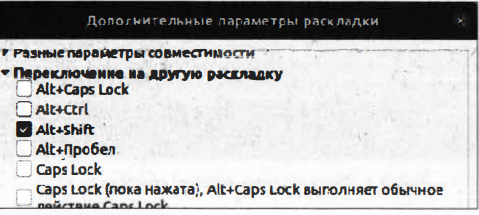 Дополнительные параметры раскладки
Разные параметры совместимости
Переключение на другую раскладку
Alt+Caps Lock
Alt+Ctrl
Alt+Shift
Alt+Пробел
Caps Lock
Caps Lock (пока нажата), Alt+Caps Lock выполняет обычное
действие Caps Lock